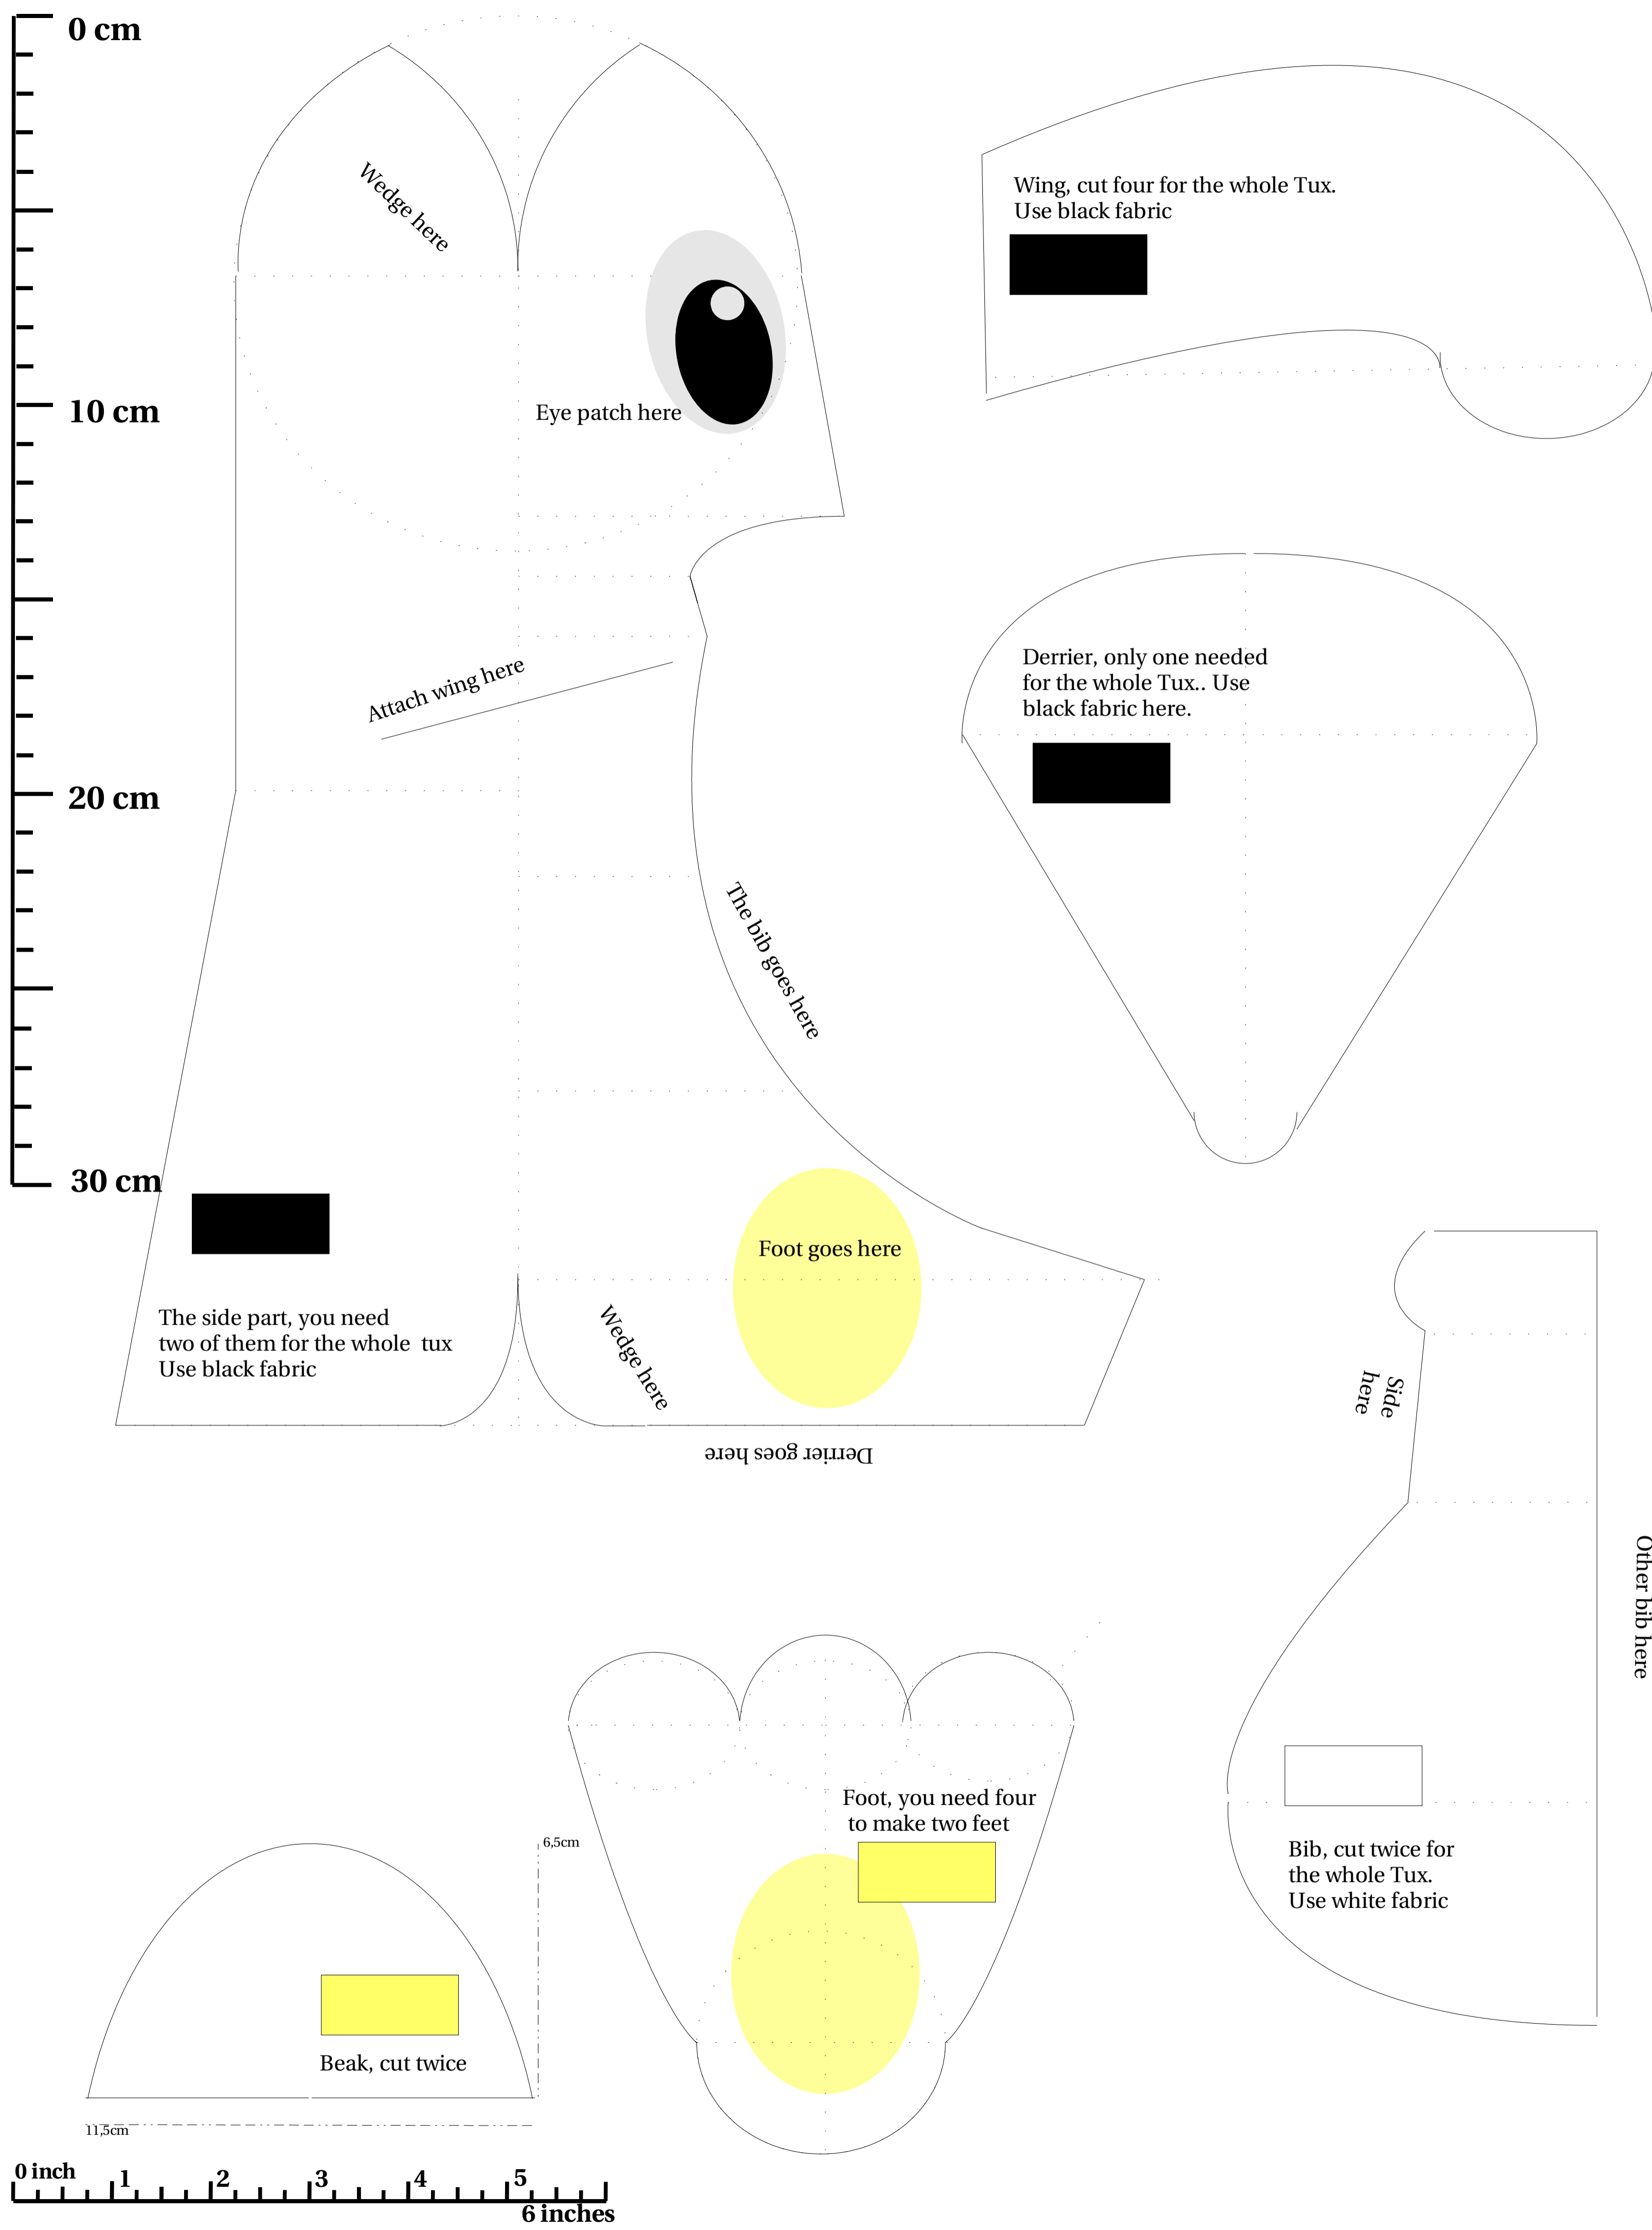 0 cm
10 cm
20 cm
30 cm
Wedge here
Eye patch here
Attach wing here
The bib goes here
Foot goes here
Wedge here
The side part, you need
two of them for the whole  tux
Use black fabric
Derrier goes here
Wing, cut four for the whole Tux.
Use black fabric
Derrier, only one needed
for the whole Tux.. Use
black fabric here.
Side
here
Other bib here
Bib, cut twice for
the whole Tux.
Use white fabric
Foot, you need four
to make two feet
6,5cm
Beak, cut twice
11,5cm
0 inch 1 2 3 4 5
6 inches